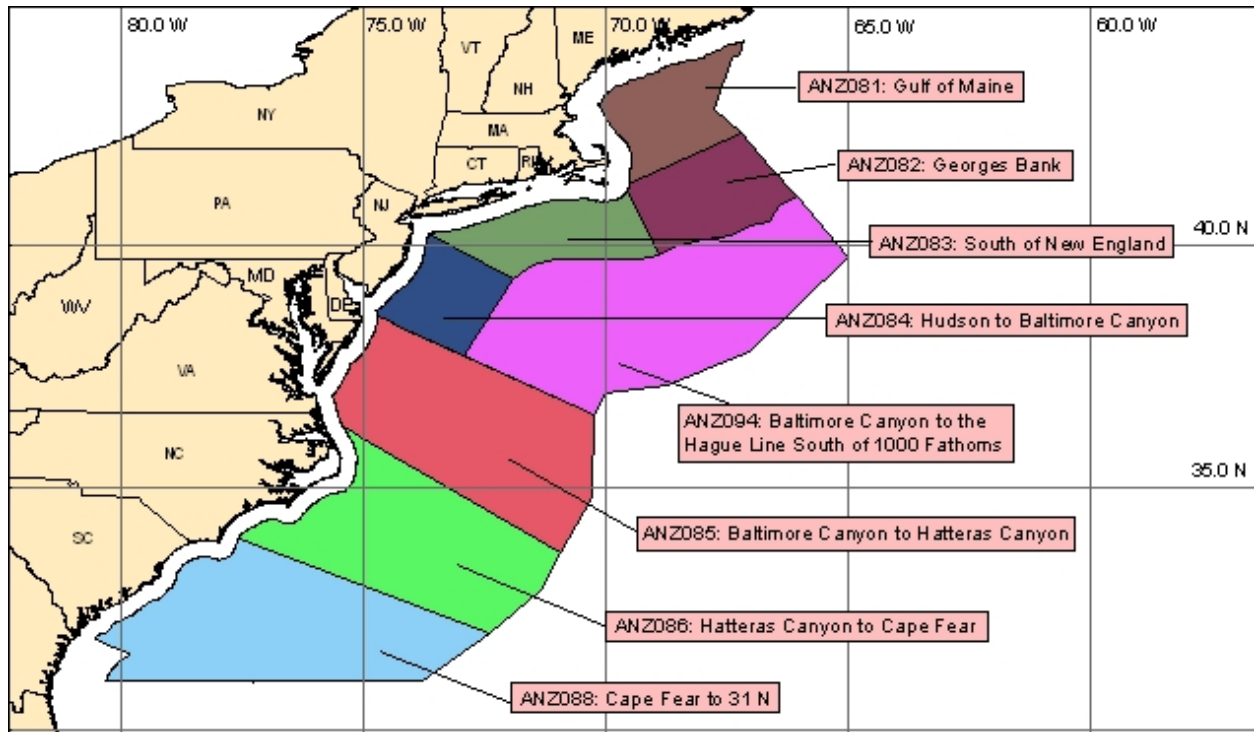 80.0 W
75.0 W
70.0 W
65.0 W
60.0 W
VT
ME
NH
NY
MA
CT
RI
PA
NJ
MD
DE
WV
VA
NC
SC
40.0 N
35.0 N
ANZ081: Gulf of Maine
ANZ082: Georges Bank
ANZ083: South of New England
ANZ084: Hudson to Baltimore Canyon
ANZ094: Baltimore Canyon to the
Hague Line South of 1000 Fathoms
ANZ085: Baltimore Canyon to Hatteras Canyon
ANZ086: Hatteras Canyon to Cape Fear
ANZ088: Cape Fear to 31 N